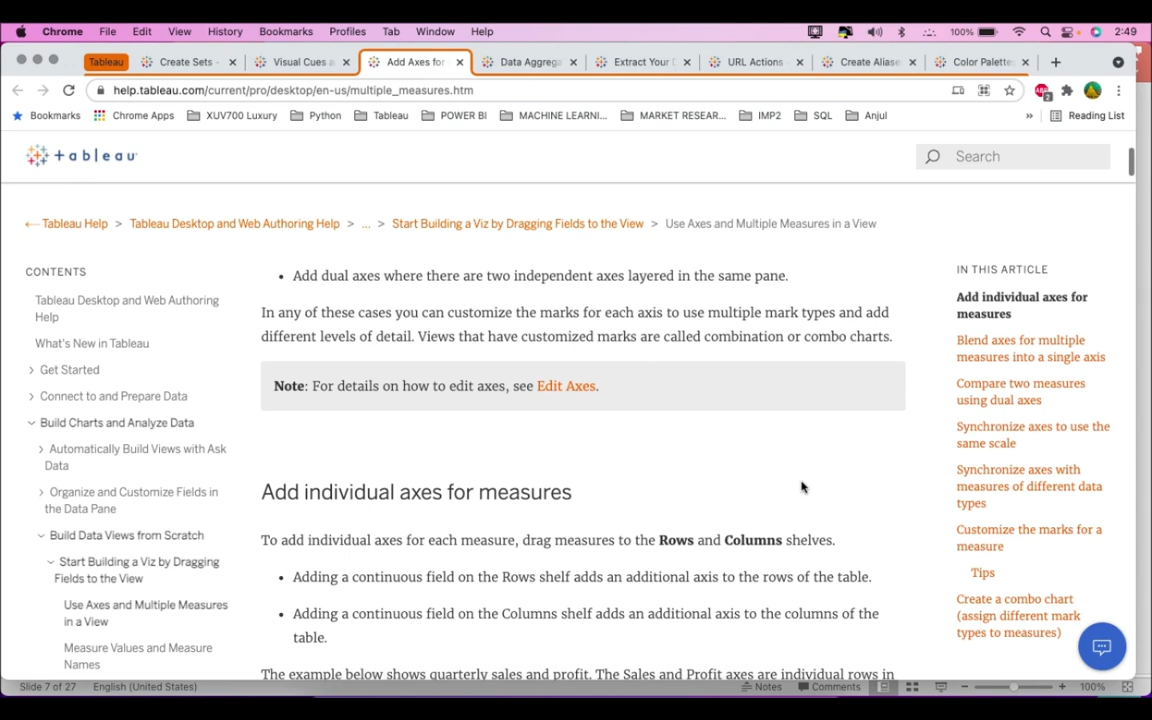 Chrome File Edit View History Bookmarks Profiles Tab Window Help 100% 2:49
Tableau Create Sets - Visual Cues a Add Axes for Data Aggrega Extract Your D URL Actions - Create Aliase Color Palette
help.tableau.com/current/pro/desktop/en-us/multiple_measures.htm
Bookmarks Chrome Apps XUV700 Luxury Python Tableau POWER BI MACHINE LEARNI... MARKET RESEAR... IMP2 SQL Anjul » Reading List
+ableau
Search
Tableau Help > Tableau Desktop and Web Authoring Help > ... > Start Building a Viz by Dragging Fields to the View > Use Axes and Multiple Measures in a View
CONTENTS
Tableau Desktop and Web Authoring
Help
What's New in Tableau
Get Started
Connect to and Prepare Data
Build Charts and Analyze Data
Automatically Build Views with Ask
Data
Organize and Customize Fields in
the Data Pane
Build Data Views from Scratch
Start Building a Viz by Dragging
Fields to the View
Use Axes and Multiple Measures
in a View
Measure Values and Measure
Names
• Add dual axes where there are two independent axes layered in the same pane.
In any of these cases you can customize the marks for each axis to use multiple mark types and add
different levels of detail. Views that have customized marks are called combination or combo charts.
Note: For details on how to edit axes, see Edit Axes.
Add individual axes for measures
To add individual axes for each measure, drag measures to the Rows and Columns shelves.
• Adding a continuous field on the Rows shelf adds an additional axis to the rows of the table.
• Adding a continuous field on the Columns shelf adds an additional axis to the columns of the
table.
The example below shows quarterly sales and profit. The Sales and Profit axes are individual rows in
IN THIS ARTICLE
Add individual axes for
measures
Blend axes for multiple
measures into a single axis
Compare two measures
using dual axes
Synchronize axes to use the
same scale
Synchronize axes with
measures of different data
types
Customize the marks for a
measure
Tips
Create a combo chart
(assign different mark
types to measures)
Slide 7 of 27 English (United States) Notes Comments 100%